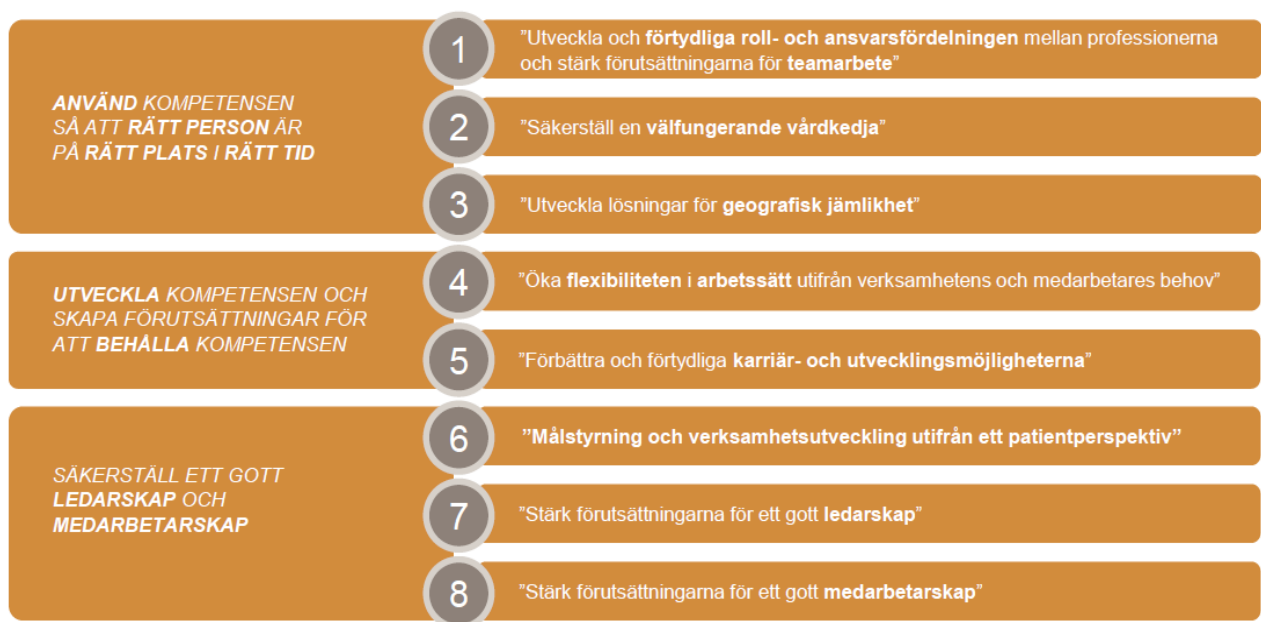 ANVÄND KOMPETENSEN
SÅ ATT RÄTT PERSON ÄR
PÅ RÄTT PLATS I RÄTT TID
1
”Utveckla och förtydliga roll- och ansvarsfördelningen mellan professionerna
och stärk förutsättningarna för teamarbete”
2
”Säkerställ en välfungerande vårdkedja”
3
”Utveckla lösningar för geografisk jämlikhet”
UTVECKLA KOMPETENSEN OCH
SKAPA FÖRUTSÄTTNINGAR FÖR
ATT BEHÅLLA KOMPETENSEN
4
”Öka flexibiliteten i arbetssätt utifrån verksamhetens och medarbetares behov”
5
”Förbättra och förtydliga karriär- och utvecklingsmöjligheterna”
SÄKERSTÄLL ETT GOTT
LEDARSKAP OCH
MEDARBETARSKAP
6
”Målstyrning och verksamhetsutveckling utifrån ett patientperspektiv”
7
”Stärk förutsättningarna för ett gott ledarskap”
8
”Stärk förutsättningarna för ett gott medarbetarskap”